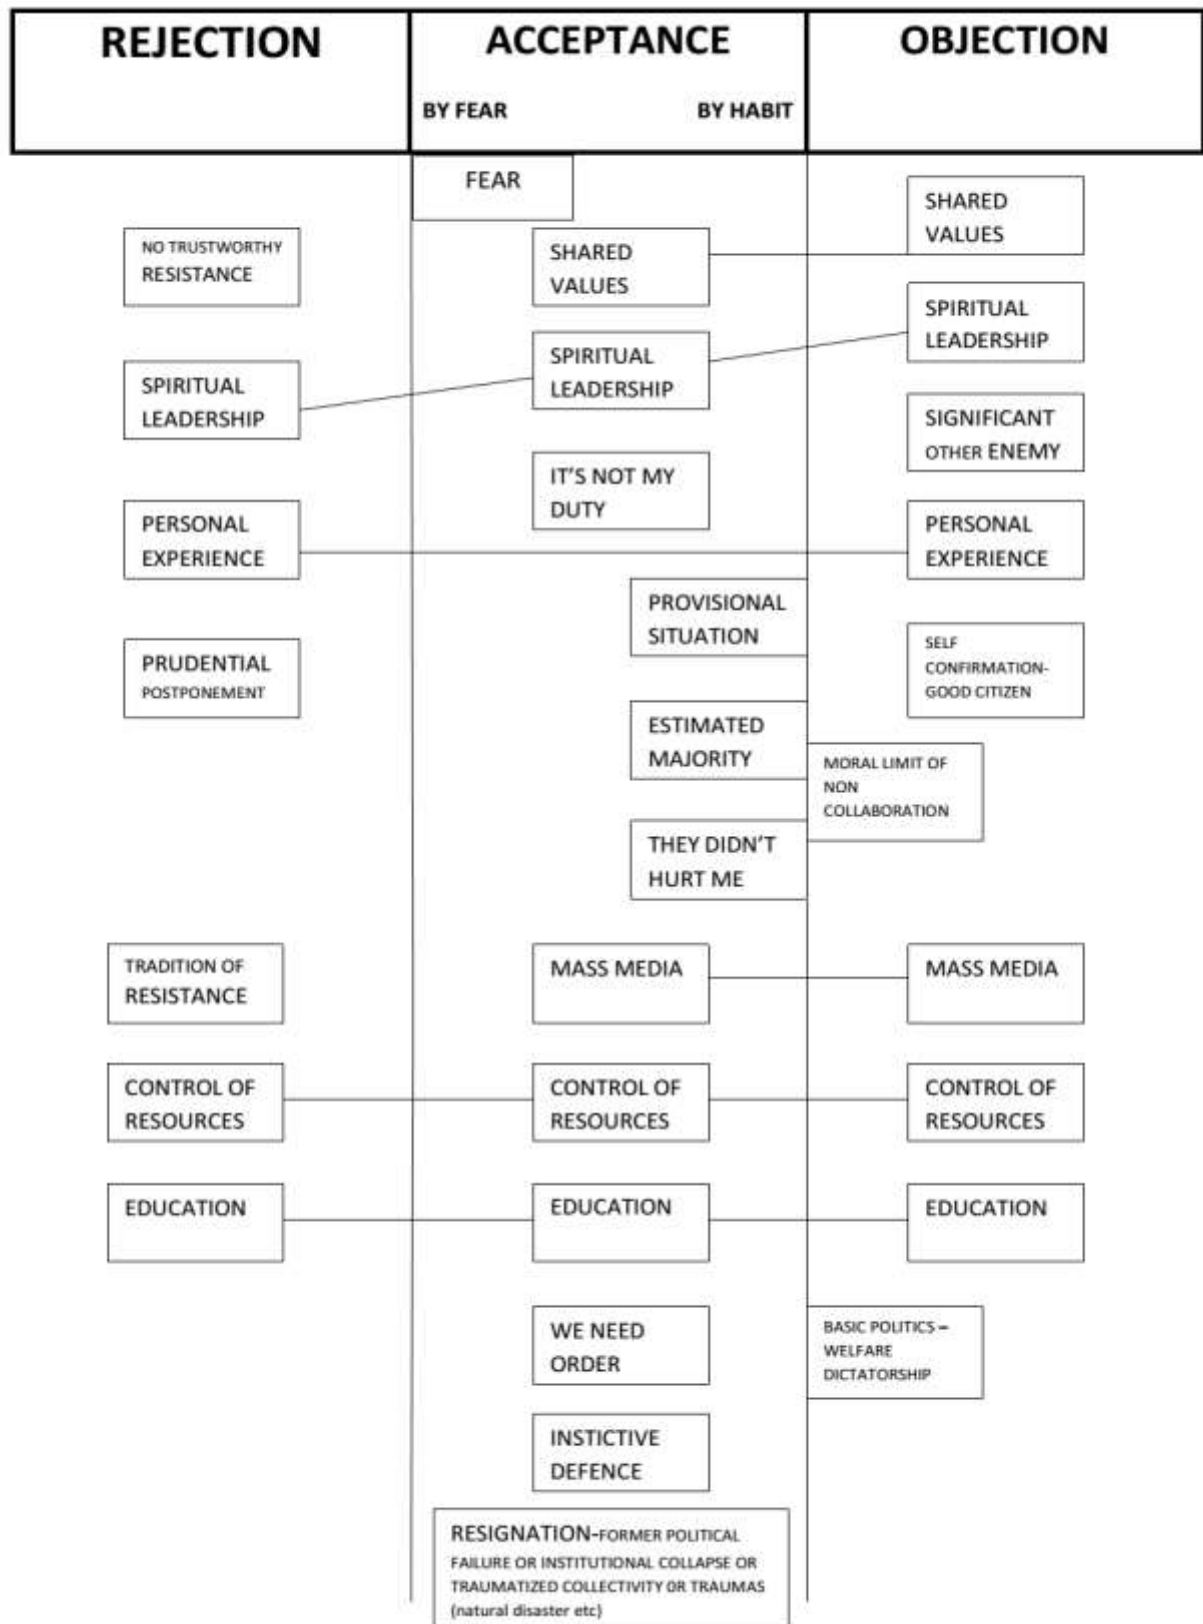 REJECTION
ACCEPTANCE
OBJECTION
BY FEAR
BY HABIT
FEAR
SHARED
VALUES
NO TRUSTWORTHY
RESISTANCE
SHARED
VALUES
SPIRITUAL
LEADERSHIP
SPIRITUAL
LEADERSHIP
SPIRITUAL
LEADERSHIP
SIGNIFICANT
OTHER ENEMY
IT'S NOT MY
DUTY
PERSONAL
EXPERIENCE
PERSONAL
EXPERIENCE
PROVISIONAL
SITUATION
PRUDENTIAL
POSTPONEMENT
SELF
CONFIRMATION-
GOOD CITIZEN
ESTIMATED
MAJORITY
MORAL LIMIT OF
NON
COLLABORATION
THEY DIDN'T
HURT ME
TRADITION OF
RESISTANCE
MASS MEDIA
MASS MEDIA
CONTROL OF
RESOURCES
CONTROL OF
RESOURCES
CONTROL OF
RESOURCES
EDUCATION
EDUCATION
EDUCATION
WE NEED
ORDER
BASIC POLITICS –
WELFARE
DICTATORSHIP
INSTICTIVE
DEFENCE
RESIGNATION-FORMER POLITICAL
FAILURE OR INSTITUTIONAL COLLAPSE OR
TRAUMATIZED COLLECTIVITY OR TRAUMAS
(natural disaster etc)